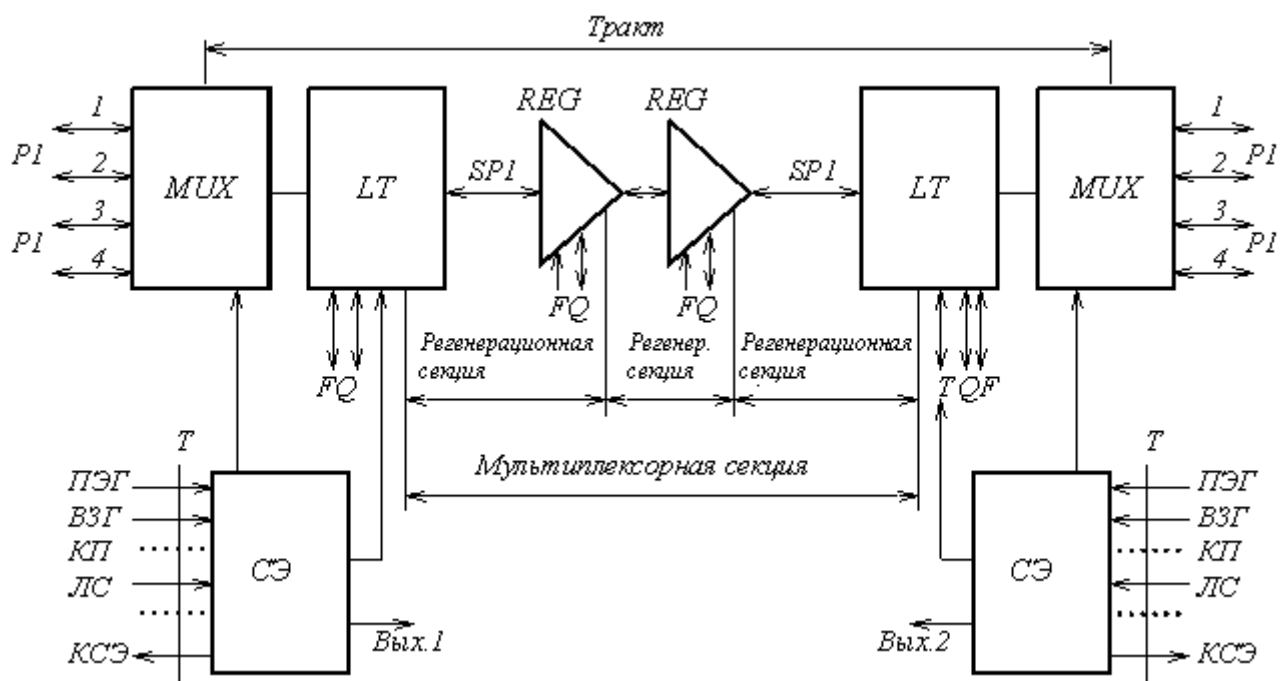 Тракт
REG REG
1 1
P1 2 MUX LT SP1 SP1 LT MUX 2 P1
3 3
P1 4 4 P1
FQ FQ
Регенерационная секция
Регенер. секция
Регенерационная секция
FQ T Q F
T Мультиплексорная секция T
ПЭГ ПЭГ
ВЗГ ВЗГ
КП СЭ СЭ КП
ЛС ЛС
КСЭ Вых.1 Вых.2 КСЭ